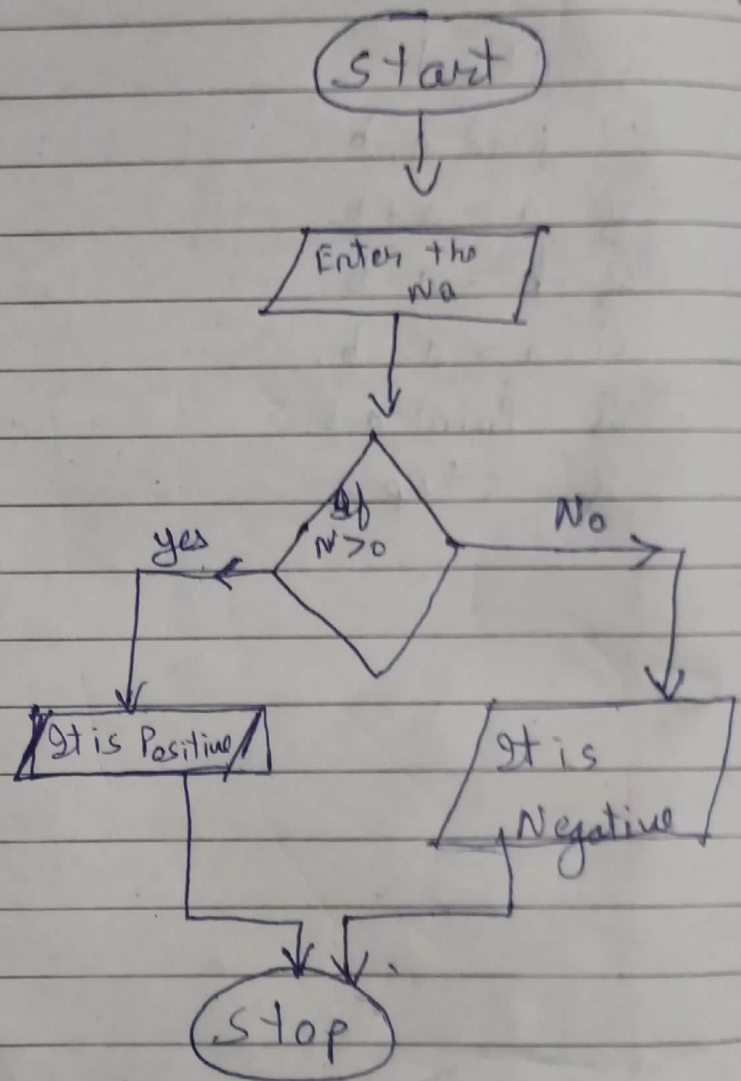 Start
Enter the
No
If
N>0
yes
No
It is Positive
It is
Negative
Stop